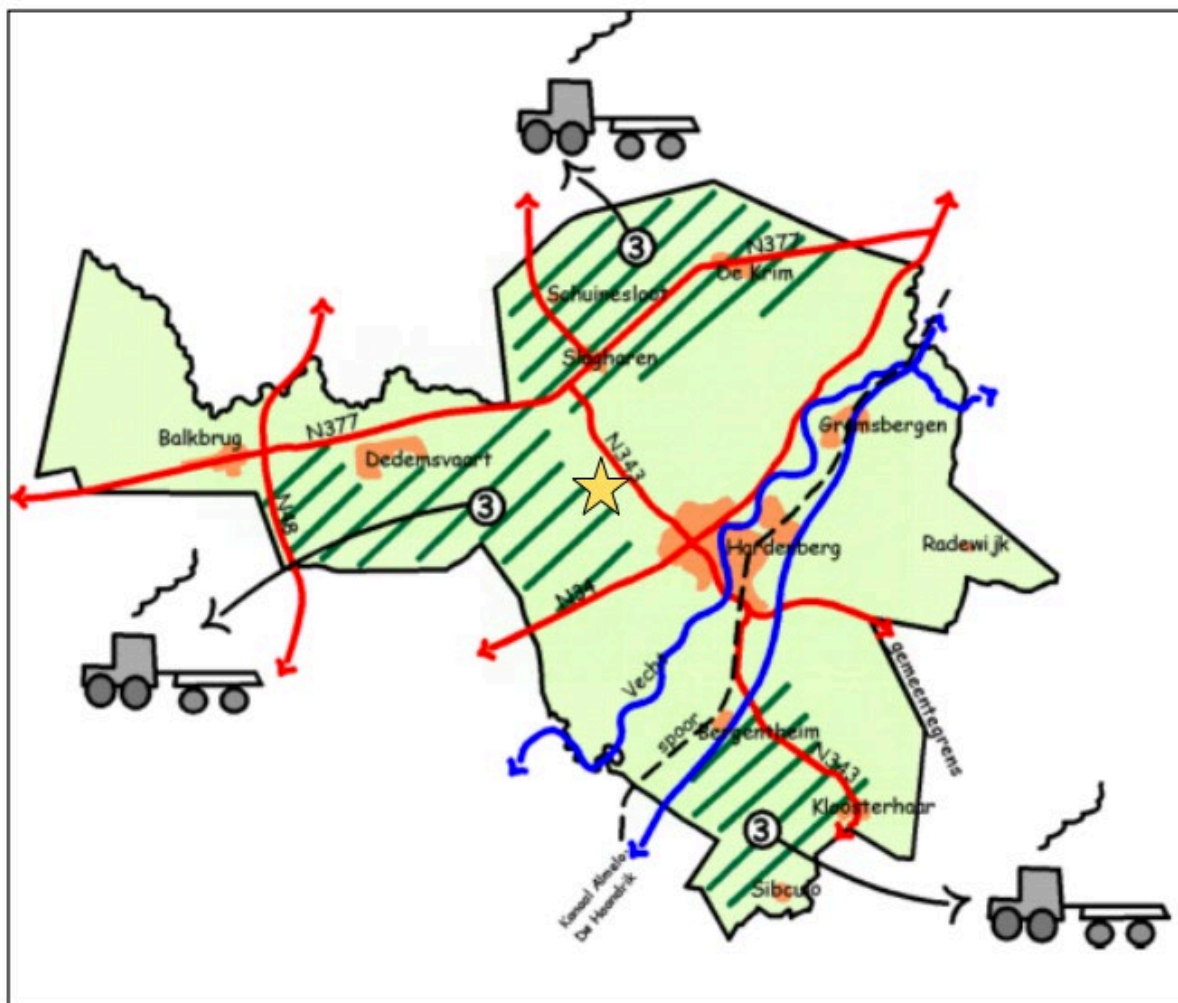 3
N377
De Krim
Schuinesloot
Slagharen
Gramsbergen
Balkbrug
N377
Dedemsvaart
N343
3
N48
Hardenberg
Radewijk
N34
gemeentegrens
Vecht
spoor
Bergentheim
N343
Kloosterhaar
3
Sibculo
Kanaal Almelo
De Haandrik